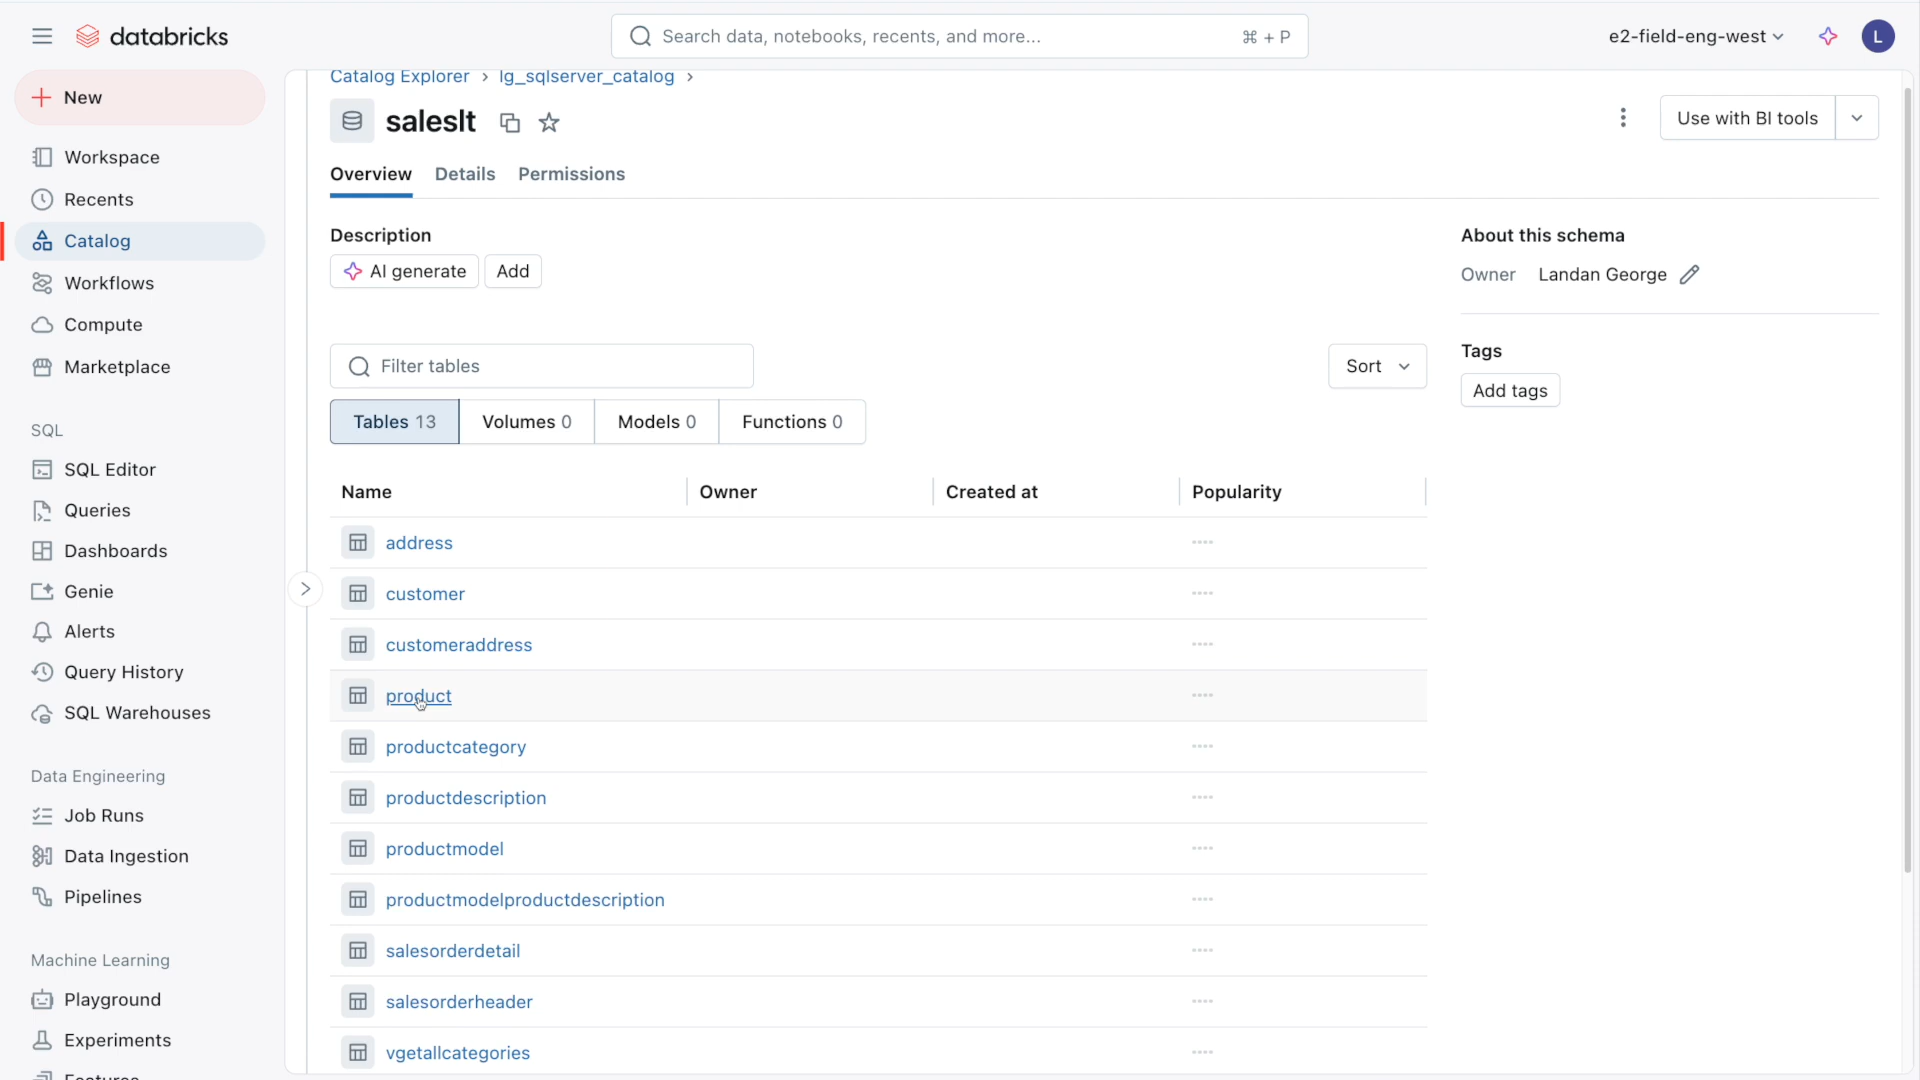 databricks
Search data, notebooks, recents, and more...
⌘ + P
e2-field-eng-west
L
New
Workspace
Recents
Catalog
Workflows
Compute
Marketplace
SQL
SQL Editor
Queries
Dashboards
Genie
Alerts
Query History
SQL Warehouses
Data Engineering
Job Runs
Data Ingestion
Pipelines
Machine Learning
Playground
Experiments
Features
Catalog Explorer > lg_sqlserver_catalog >
saleslt
Use with BI tools
Overview Details Permissions
Description
AI generate Add
Filter tables
Sort
Tables 13 Volumes 0 Models 0 Functions 0
Name Owner Created at Popularity
address
customer
customeraddress
product
productcategory
productdescription
productmodel
productmodelproductdescription
salesorderdetail
salesorderheader
vgetallcategories
About this schema
Owner Landan George
Tags
Add tags